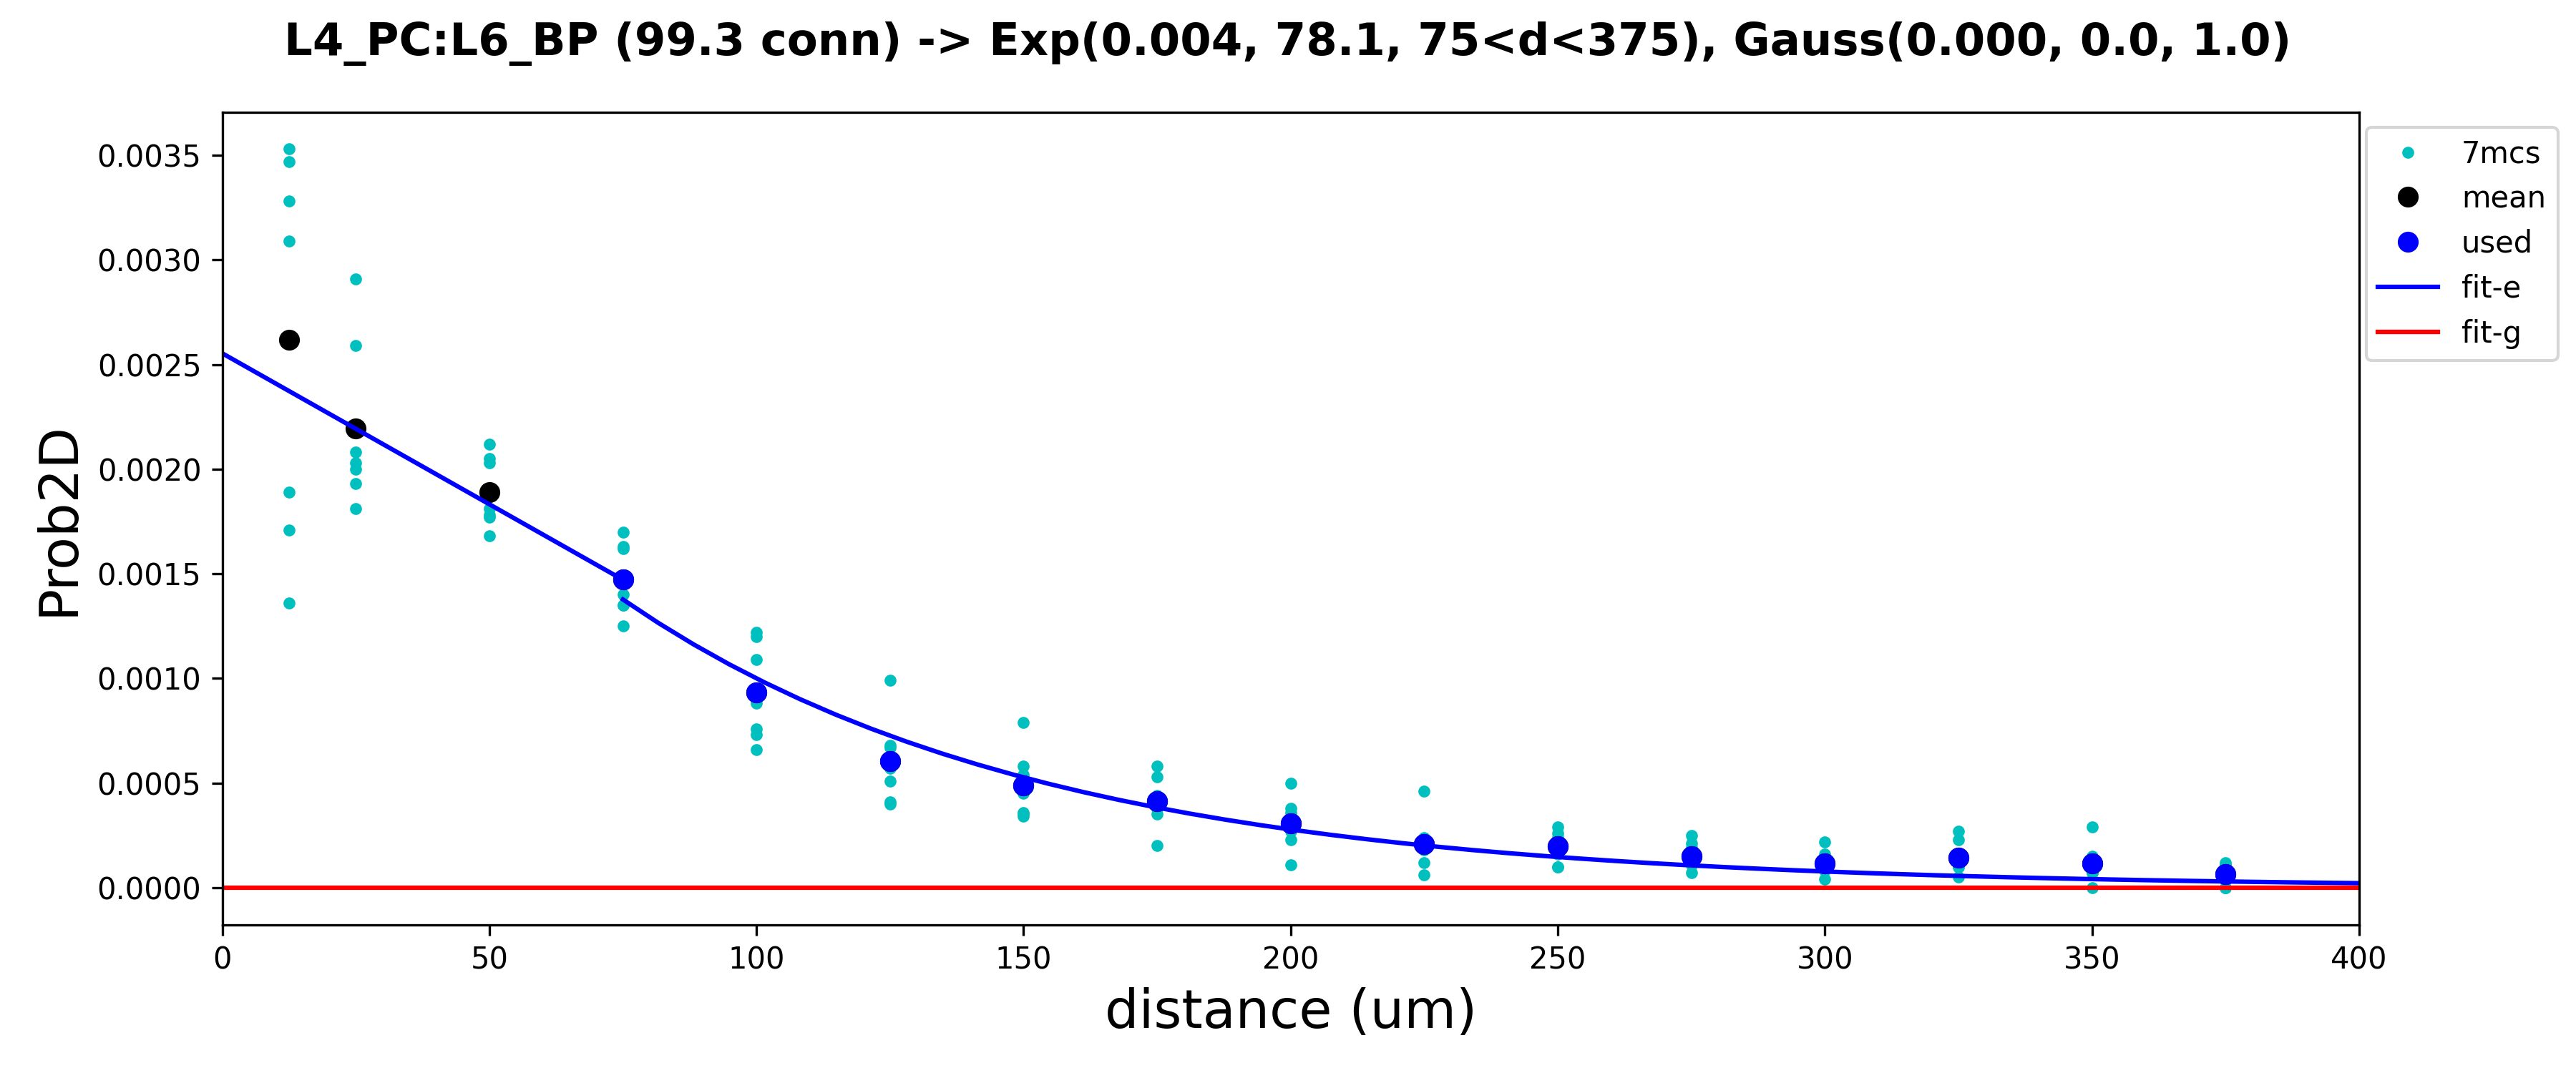 L4_PC:L6_BP (99.3 conn) -> Exp(0.004, 78.1, 75<d<375), Gauss(0.000, 0.0, 1.0)
0.0035
0.0030
0.0025
0.0020
0.0015
0.0010
0.0005
0.0000
Prob2D
0 50 100 150 200 250 300 350 400
distance (um)
7mcs
mean
used
fit-e
fit-g